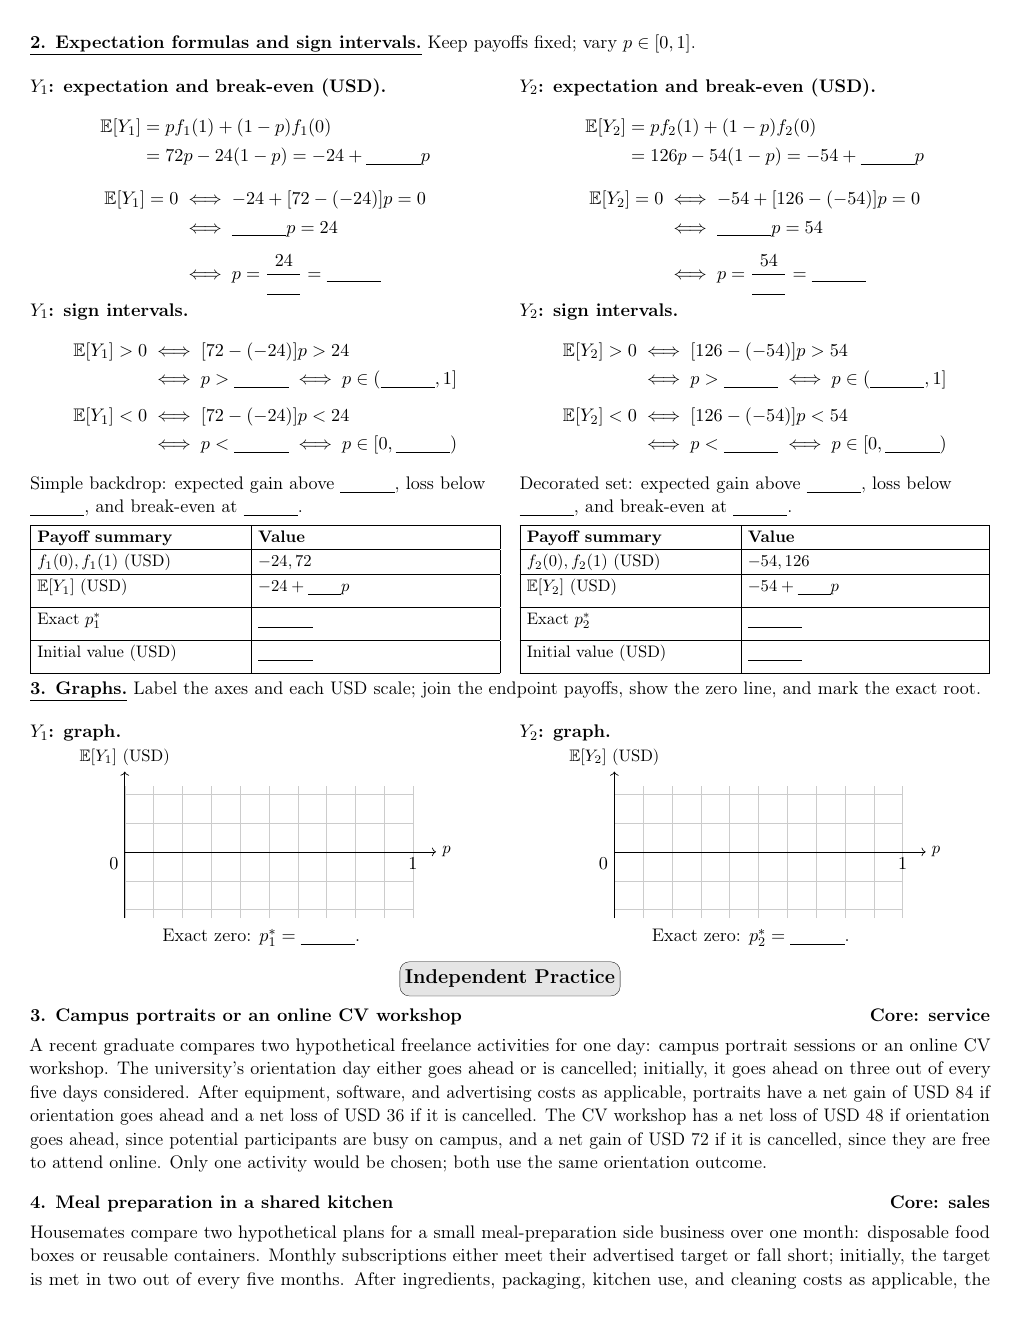 2. Expectation formulas and sign intervals. Keep payoffs fixed; vary p ∈ [0, 1].
Y₁: expectation and break-even (USD).
𝔼[Y₁] = pf₁(1) + (1 − p)f₁(0)
= 72p − 24(1 − p) = −24 + ______p
𝔼[Y₁] = 0 ⟺ −24 + [72 − (−24)]p = 0
⟺ ______p = 24
⟺ p = 24/____ = ______
Y₁: sign intervals.
𝔼[Y₁] > 0 ⟺ [72 − (−24)]p > 24
⟺ p > ______ ⟺ p ∈ (______, 1]
𝔼[Y₁] < 0 ⟺ [72 − (−24)]p < 24
⟺ p < ______ ⟺ p ∈ [0, ______)
Simple backdrop: expected gain above ______, loss below
______, and break-even at ______.
Payoff summary Value
f₁(0), f₁(1) (USD) −24, 72
𝔼[Y₁] (USD) −24 + ____p
Exact p₁* ______
Initial value (USD) ______
Y₂: expectation and break-even (USD).
𝔼[Y₂] = pf₂(1) + (1 − p)f₂(0)
= 126p − 54(1 − p) = −54 + ______p
𝔼[Y₂] = 0 ⟺ −54 + [126 − (−54)]p = 0
⟺ ______p = 54
⟺ p = 54/____ = ______
Y₂: sign intervals.
𝔼[Y₂] > 0 ⟺ [126 − (−54)]p > 54
⟺ p > ______ ⟺ p ∈ (______, 1]
𝔼[Y₂] < 0 ⟺ [126 − (−54)]p < 54
⟺ p < ______ ⟺ p ∈ [0, ______)
Decorated set: expected gain above ______, loss below
______, and break-even at ______.
Payoff summary Value
f₂(0), f₂(1) (USD) −54, 126
𝔼[Y₂] (USD) −54 + ____p
Exact p₂* ______
Initial value (USD) ______
3. Graphs. Label the axes and each USD scale; join the endpoint payoffs, show the zero line, and mark the exact root.
Y₁: graph.
𝔼[Y₁] (USD)
p
0 1
Exact zero: p₁* = ______.
Y₂: graph.
𝔼[Y₂] (USD)
p
0 1
Exact zero: p₂* = ______.
Independent Practice
3. Campus portraits or an online CV workshop Core: service
A recent graduate compares two hypothetical freelance activities for one day: campus portrait sessions or an online CV
workshop. The university's orientation day either goes ahead or is cancelled; initially, it goes ahead on three out of every
five days considered. After equipment, software, and advertising costs as applicable, portraits have a net gain of USD 84 if
orientation goes ahead and a net loss of USD 36 if it is cancelled. The CV workshop has a net loss of USD 48 if orientation
goes ahead, since potential participants are busy on campus, and a net gain of USD 72 if it is cancelled, since they are free
to attend online. Only one activity would be chosen; both use the same orientation outcome.
4. Meal preparation in a shared kitchen Core: sales
Housemates compare two hypothetical plans for a small meal-preparation side business over one month: disposable food
boxes or reusable containers. Monthly subscriptions either meet their advertised target or fall short; initially, the target
is met in two out of every five months. After ingredients, packaging, kitchen use, and cleaning costs as applicable, the